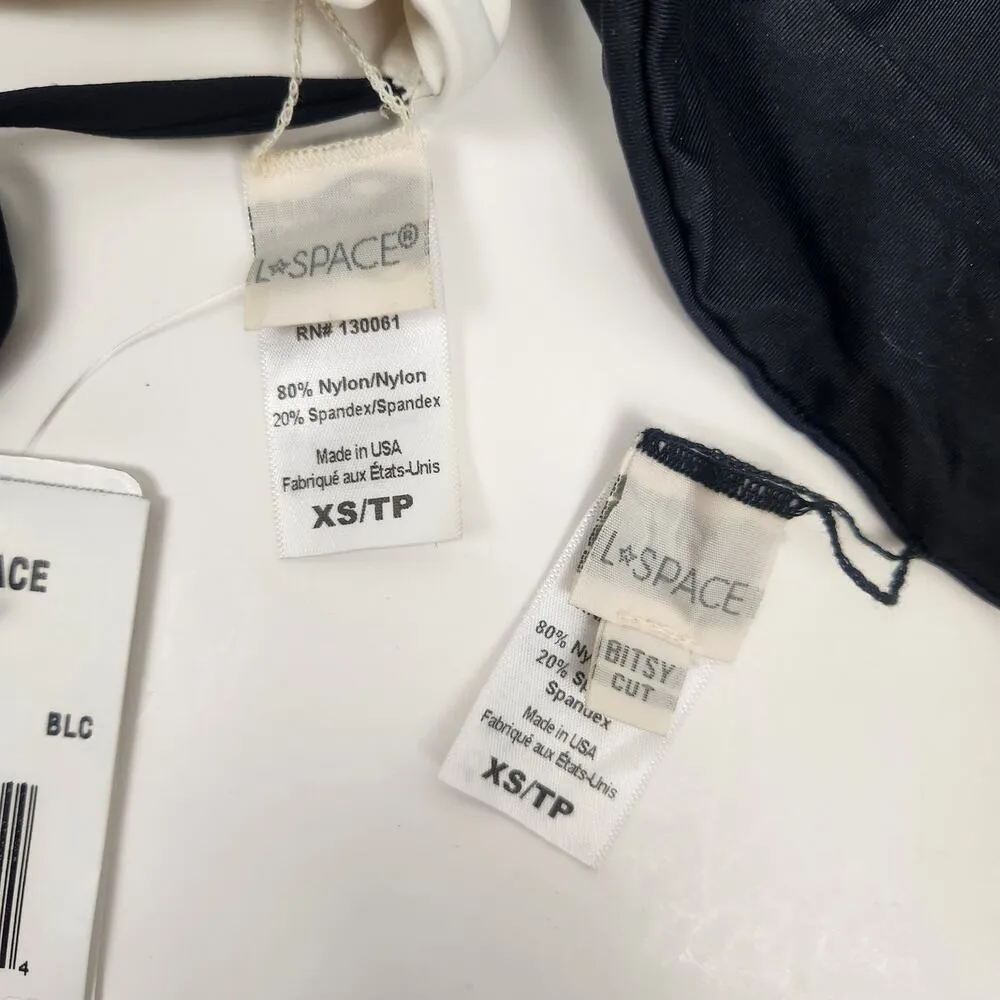 L☆SPACE®
RN# 130061
80% Nylon/Nylon
20% Spandex/Spandex
Made in USA
Fabriqué aux États-Unis
XS/TP
L☆SPACE
BITSY
CUT
80% Ny
20% S
Spandex
Made in USA
Fabriqué aux États-Unis
XS/TP
ACE
BLC
4